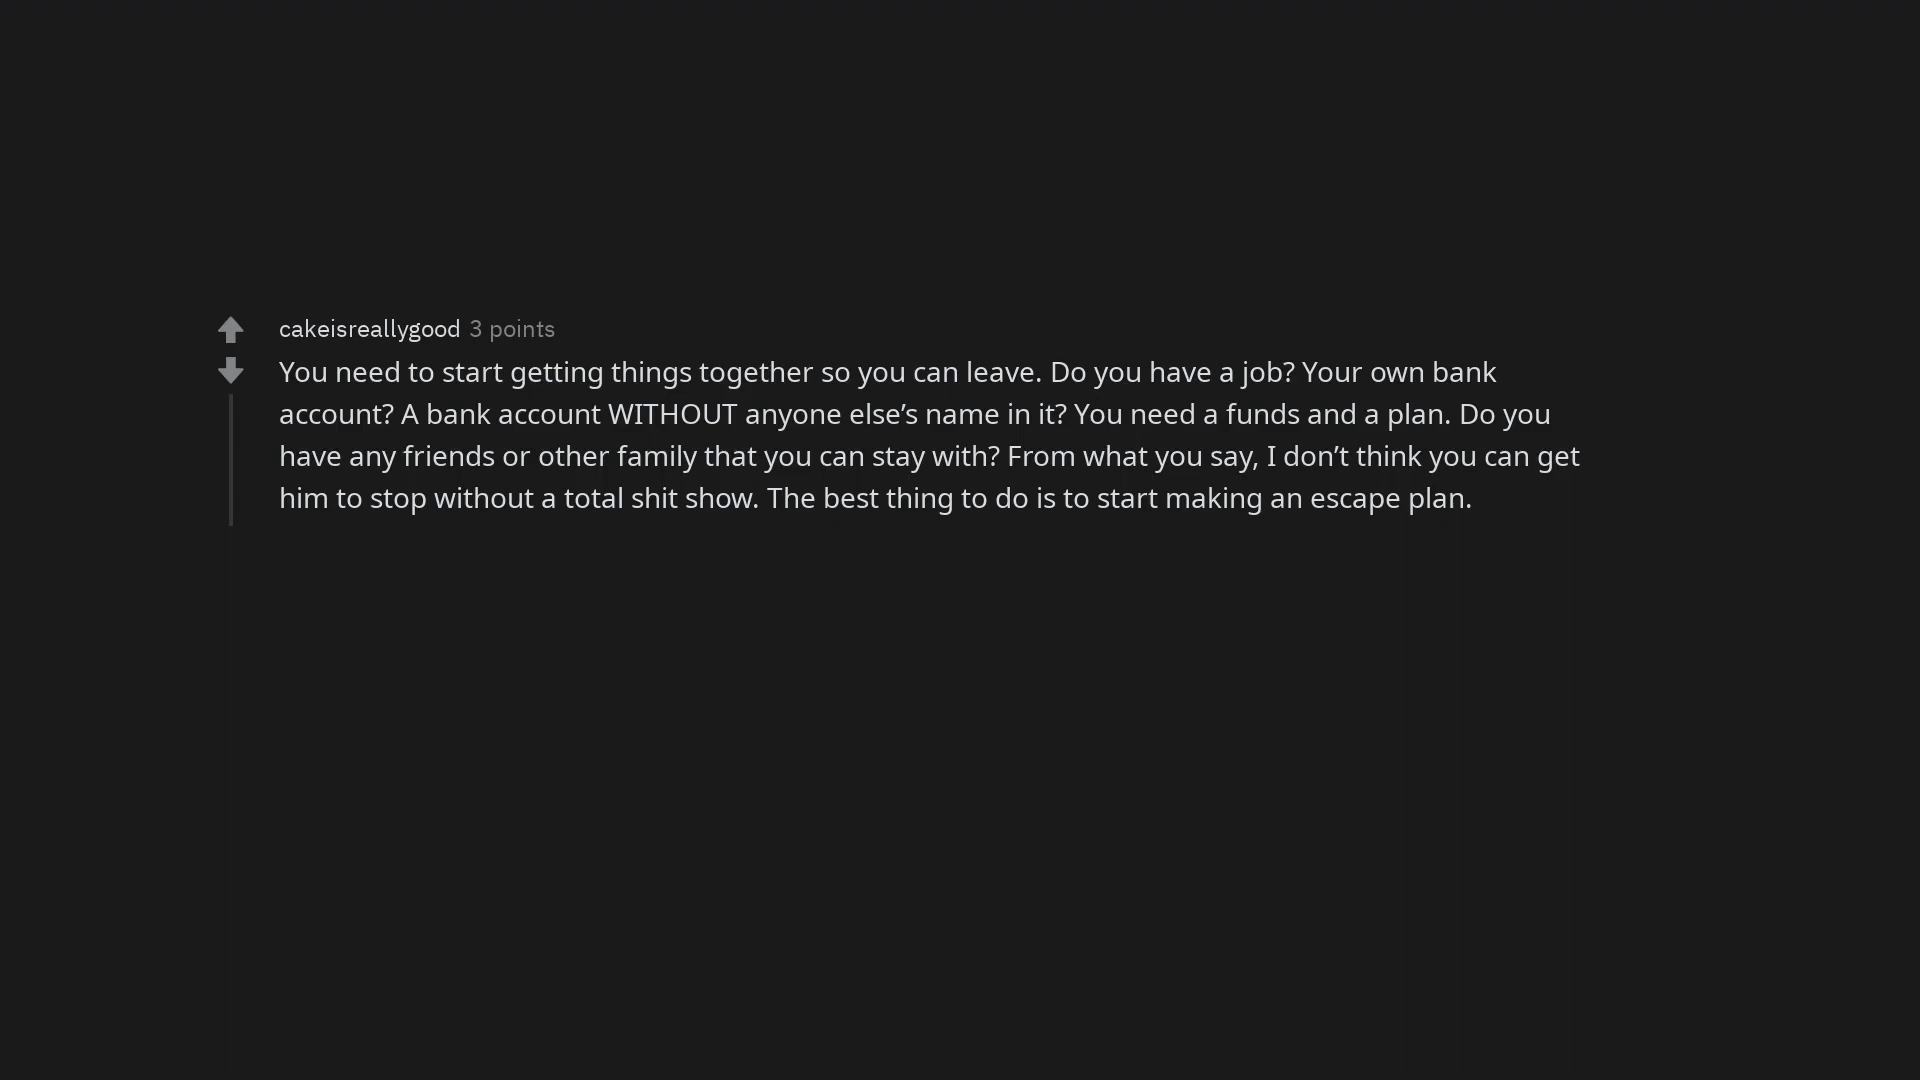 cakeisreallygood 3 points
You need to start getting things together so you can leave. Do you have a job? Your own bank
account? A bank account WITHOUT anyone else’s name in it? You need a funds and a plan. Do you
have any friends or other family that you can stay with? From what you say, I don’t think you can get
him to stop without a total shit show. The best thing to do is to start making an escape plan.